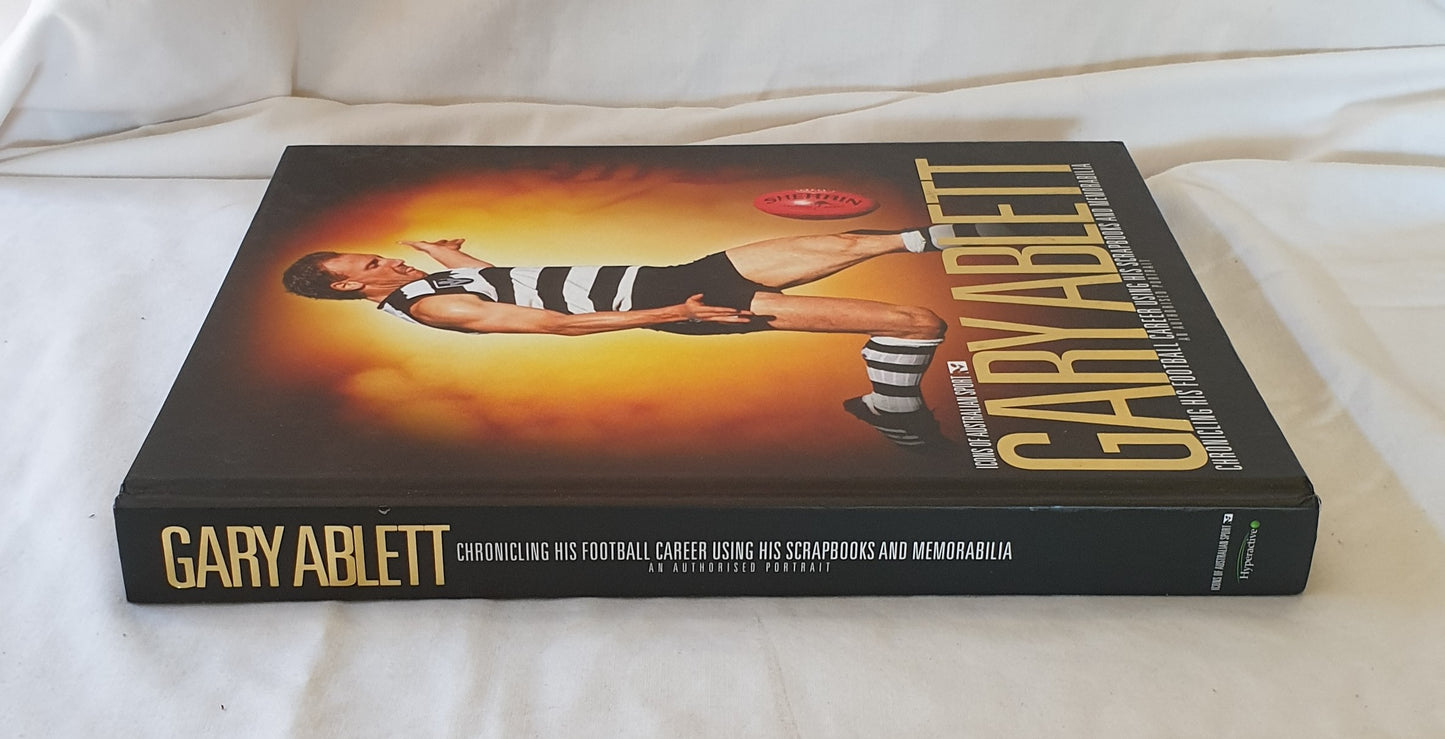 SHERRIN
ICONS OF AUSTRALIAN SPORT
GARY ABLETT
CHRONICLING HIS FOOTBALL CAREER USING HIS SCRAPBOOKS AND MEMORABILIA
AN AUTHORISED PORTRAIT
GARY ABLETT
CHRONICLING HIS FOOTBALL CAREER USING HIS SCRAPBOOKS AND MEMORABILIA
AN AUTHORISED PORTRAIT
ICONS OF AUSTRALIAN SPORT
Hyperactive